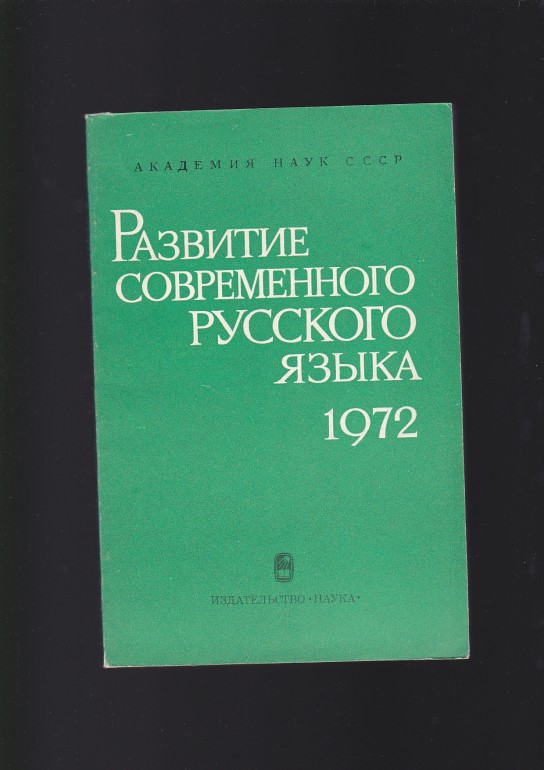 АКАДЕМИЯ НАУК СССР
РАЗВИТИЕ
СОВРЕМЕННОГО
РУССКОГО
ЯЗЫКА
1972
ИЗДАТЕЛЬСТВО «НАУКА»